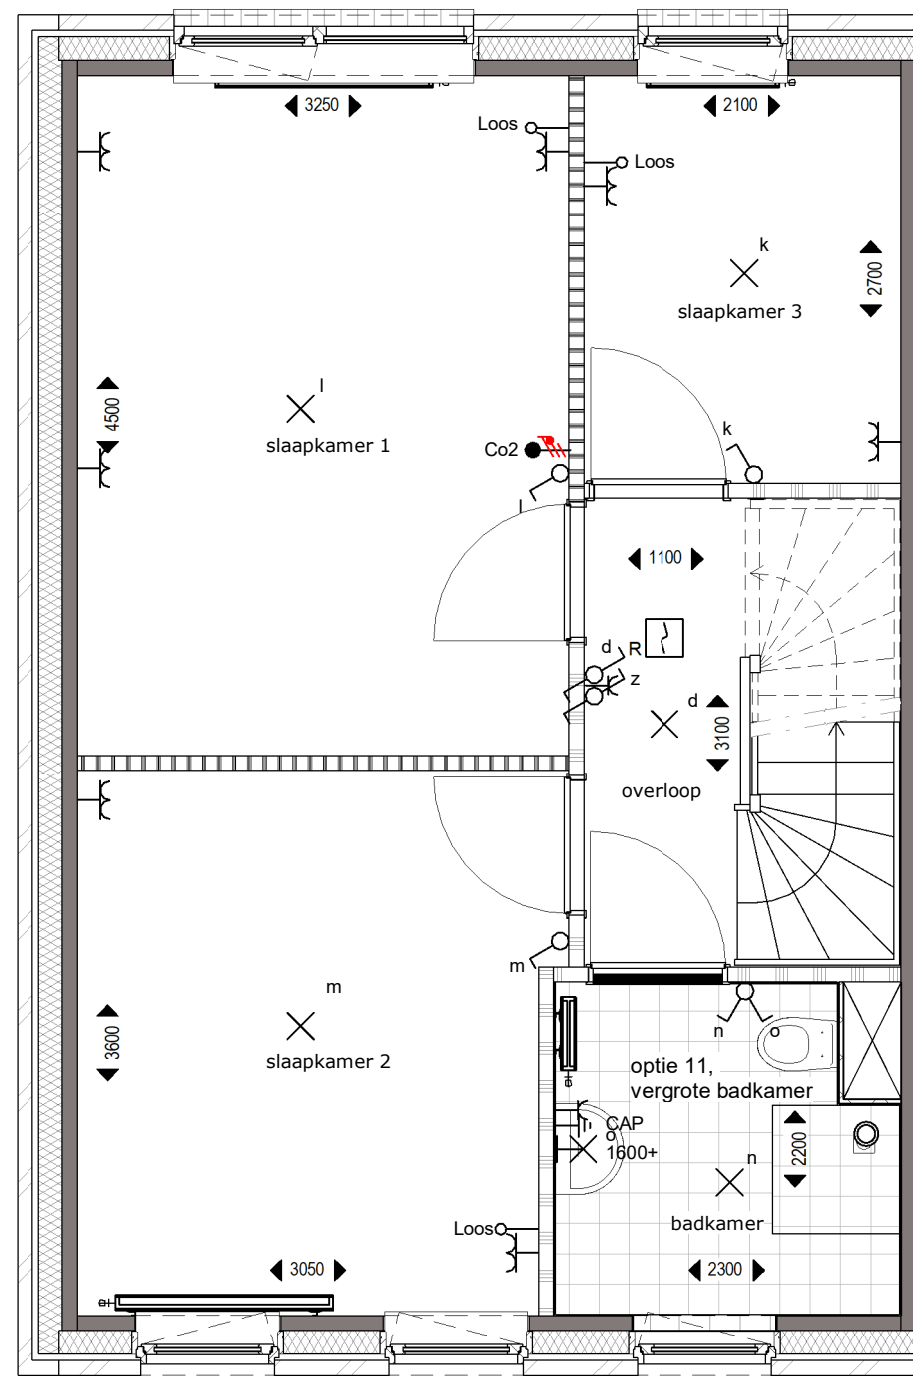 3250
2100
Loos
Loos
k
2700
slaapkamer 3
l
4500
slaapkamer 1
k
Co2
l
1100
d
R
z
d
3100
overloop
m
m
3600
slaapkamer 2
n
o
optie 11,
vergrote badkamer
CAP
o
1600+
2200
n
badkamer
Loos
3050
2300